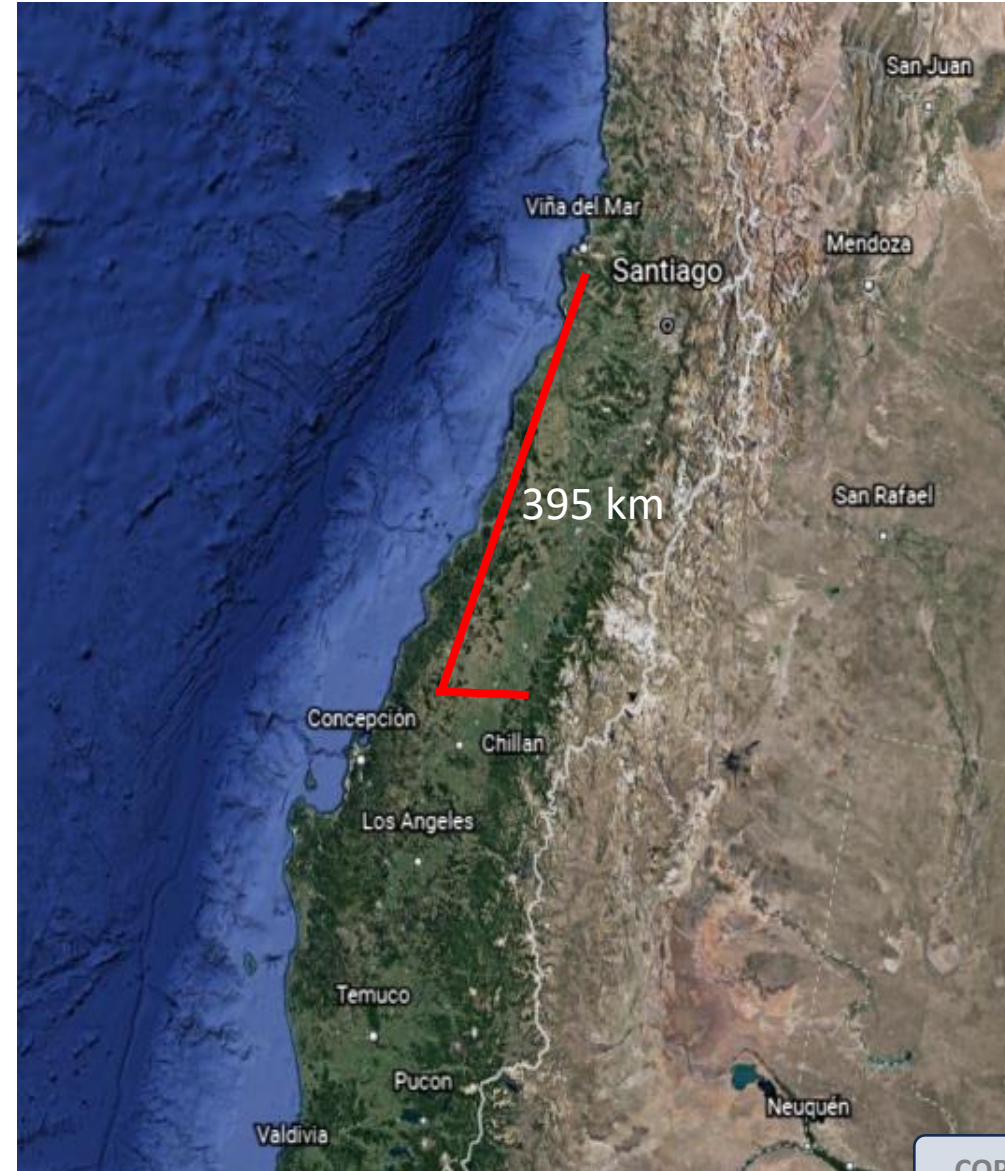 San Juan
Viña del Mar
Mendoza
Santiago
San Rafael
395 km
Concepción
Chillan
Los Angeles
Temuco
Pucon
Neuquén
Valdivia